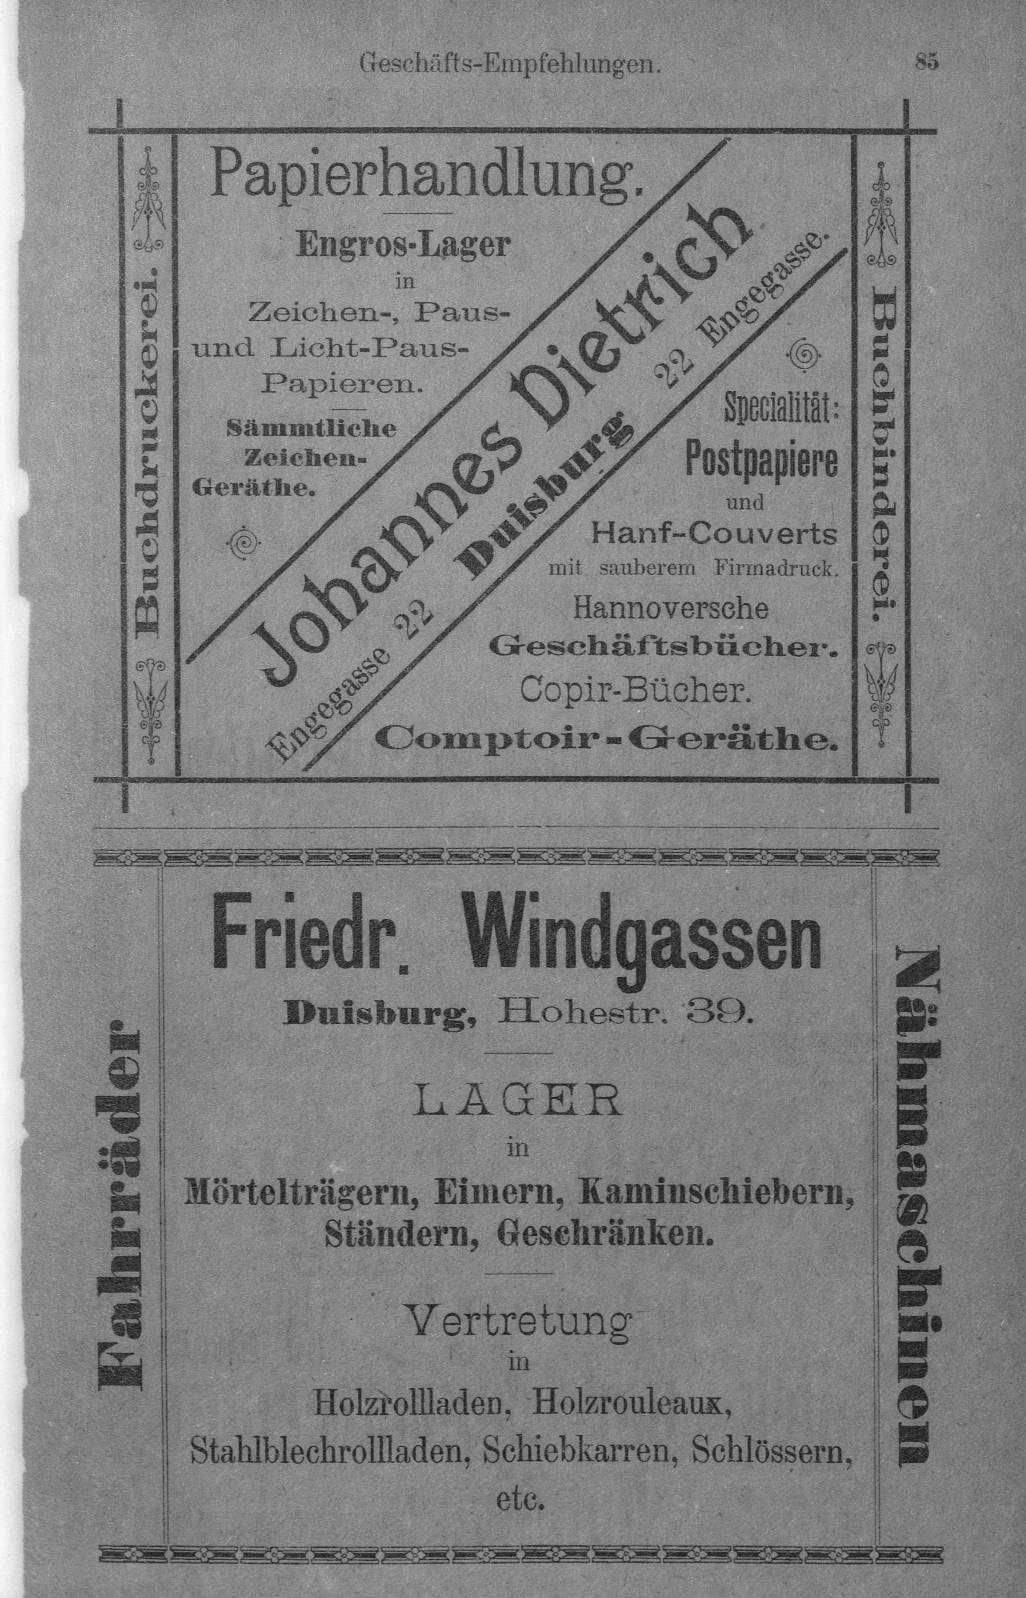 Geschäfts-Empfehlungen. 85
Buchdruckerei.
Papierhandlung.
Engros-Lager
in
Zeichen-, Paus-
und Licht-Paus-
Papieren.
Sämmtliche
Zeichen-
Geräthe.
Johannes Dietrich
Engegasse 22 Duisburg 22 Engegasse.
Specialität:
Postpapiere
und
Hanf-Couverts
mit sauberem Firmadruck.
Hannoversche
Geschäftsbücher.
Copir-Bücher.
Comptoir-Geräthe.
Buchbinderei.
Fahrräder
Friedr. Windgassen
Duisburg, Hohestr. 39.
LAGER
in
Mörtelträgern, Eimern, Kaminschiebern,
Ständern, Geschränken.
Vertretung
in
Holzrollladen, Holzrouleaux,
Stahlblechrollladen, Schiebkarren, Schlössern,
etc.
Nähmaschinen